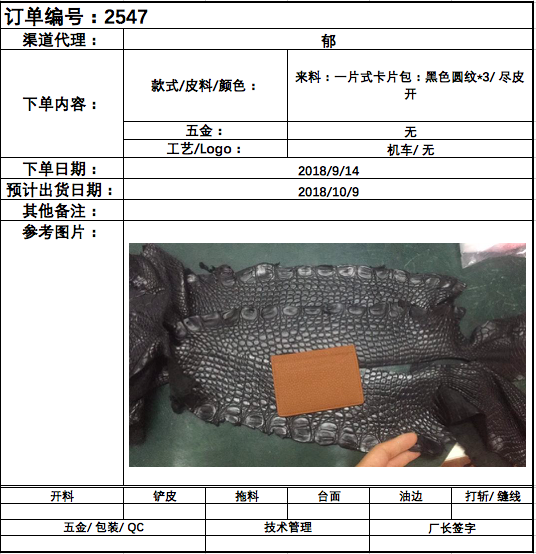 订单编号：2547
渠道代理：
郁
下单内容：
款式/皮料/颜色：
来料：一片式卡片包：黑色圆纹*3/ 尽皮
开
五金：
无
工艺/Logo：
机车/ 无
下单日期：
2018/9/14
预计出货日期：
2018/10/9
其他备注：
参考图片：
开料
铲皮
拖料
台面
油边
打斩/ 缝线
五金/ 包装/ QC
技术管理
厂长签字